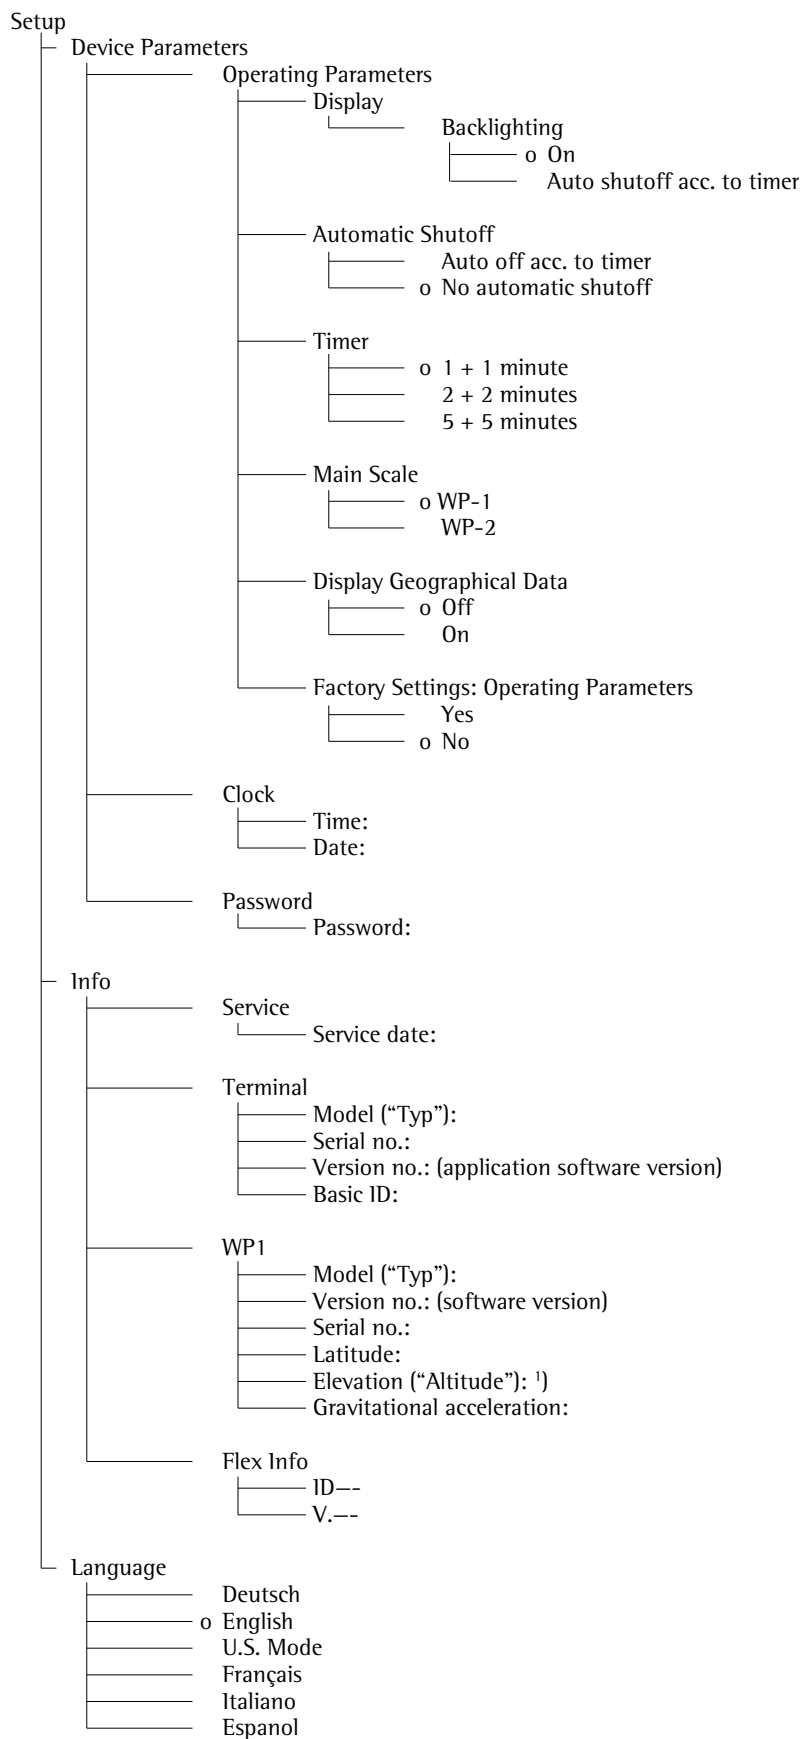 Setup
Device Parameters
Operating Parameters
Display
Backlighting
o On
Auto shutoff acc. to timer
Automatic Shutoff
Auto off acc. to timer
o No automatic shutoff
Timer
o 1 + 1 minute
2 + 2 minutes
5 + 5 minutes
Main Scale
o WP-1
WP-2
Display Geographical Data
o Off
On
Factory Settings: Operating Parameters
Yes
o No
Clock
Time:
Date:
Password
Password:
Info
Service
Service date:
Terminal
Model (“Typ”):
Serial no.:
Version no.: (application software version)
Basic ID:
WP1
Model (“Typ”):
Version no.: (software version)
Serial no.:
Latitude:
Elevation (“Altitude”): ¹)
Gravitational acceleration:
Flex Info
ID–--
V.–--
Language
Deutsch
o English
U.S. Mode
Français
Italiano
Espanol